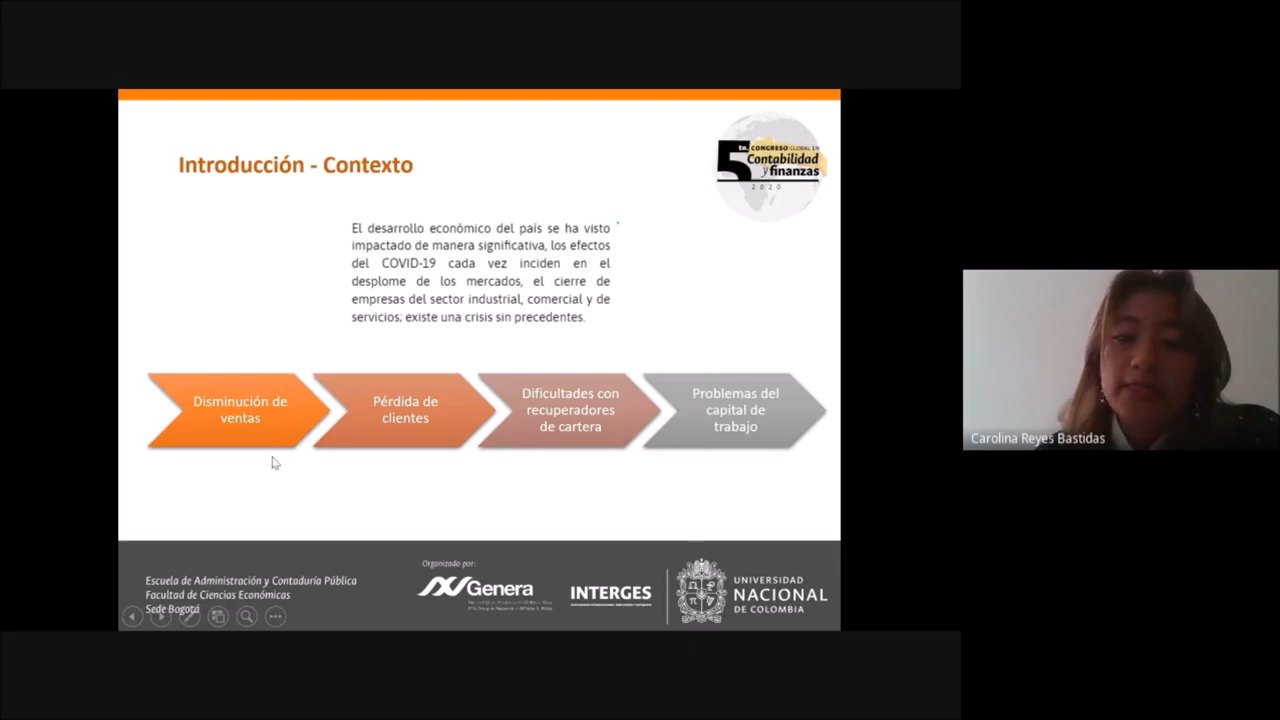 Introducción - Contexto
5to. CONGRESO GLOBAL EN
Contabilidad
y finanzas
2020
El desarrollo económico del país se ha visto
impactado de manera significativa, los efectos
del COVID-19 cada vez inciden en el
desplome de los mercados, el cierre de
empresas del sector industrial, comercial y de
servicios; existe una crisis sin precedentes.
Disminución de
ventas
Pérdida de
clientes
Dificultades con
recuperadores
de cartera
Problemas del
capital de
trabajo
Carolina Reyes Bastidas
Escuela de Administración y Contaduría Pública
Facultad de Ciencias Económicas
Sede Bogotá
Organizado por:
Genera
INTERGES
UNIVERSIDAD
NACIONAL
DE COLOMBIA